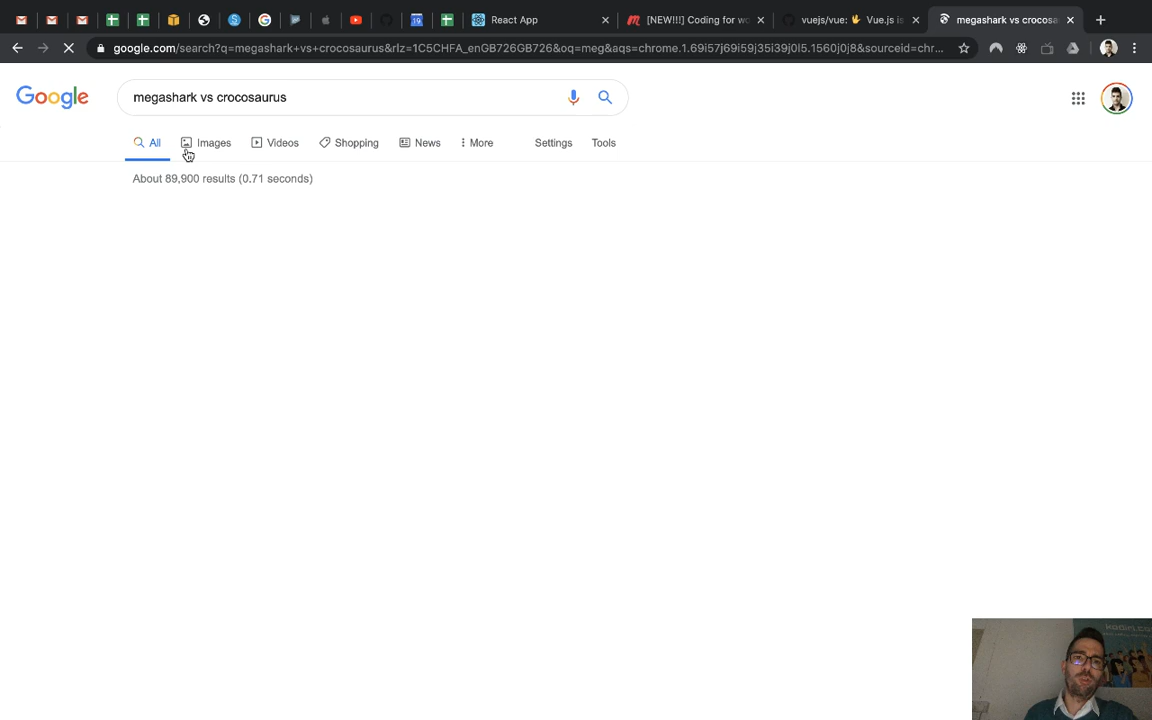 19 React App [NEW!!!] Coding for wo vuejs/vue: 🖖 Vue.js is megashark vs crocosa
google.com/search?q=megashark+vs+crocosaurus&rlz=1C5CHFA_enGB726GB726&oq=meg&aqs=chrome.1.69i57j69i59j35i39j0l5.1560j0j8&sourceid=chr...
Google megashark vs crocosaurus
All Images Videos Shopping News More Settings Tools
About 89,900 results (0.71 seconds)